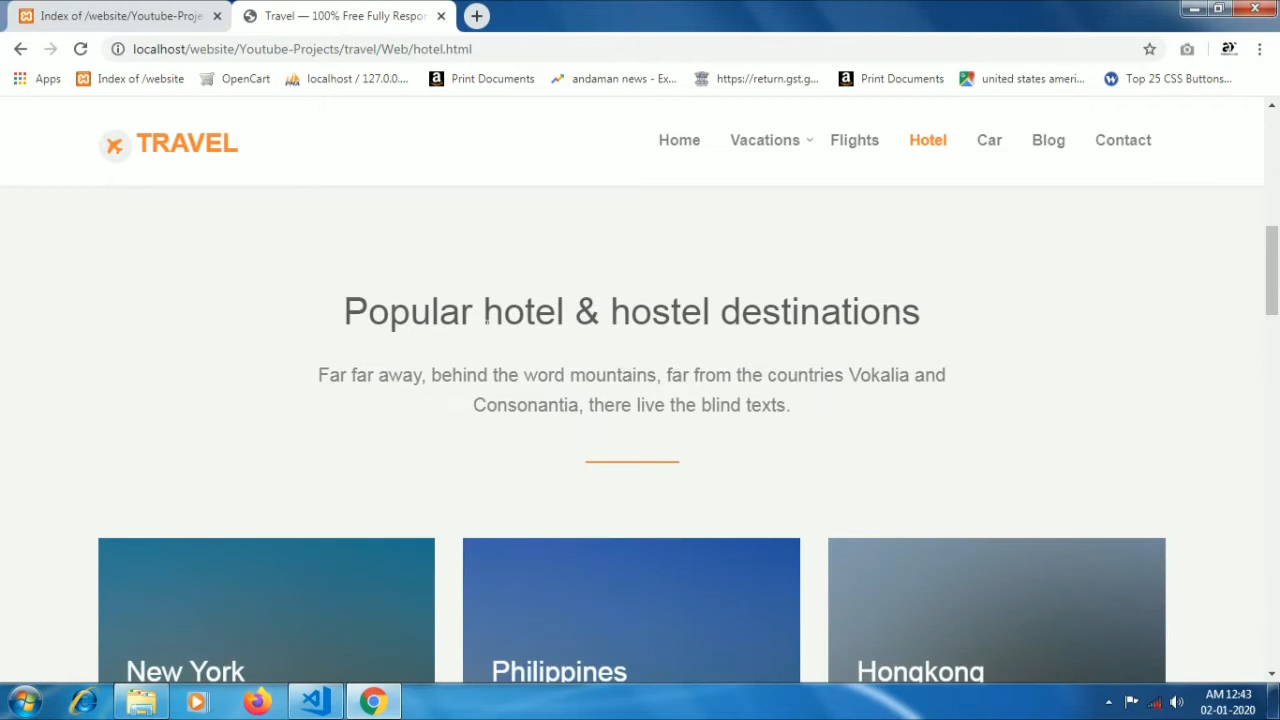 Index of /website/Youtube-Proje
Travel — 100% Free Fully Respor
localhost/website/Youtube-Projects/travel/Web/hotel.html
Apps
Index of /website
OpenCart
localhost / 127.0.0....
Print Documents
andaman news - Ex...
https://return.gst.g...
Print Documents
united states ameri...
Top 25 CSS Buttons...
TRAVEL
Home
Vacations
Flights
Hotel
Car
Blog
Contact
Popular hotel & hostel destinations
Far far away, behind the word mountains, far from the countries Vokalia and
Consonantia, there live the blind texts.
New York
Philippines
Hongkong
AM 12:43
02-01-2020